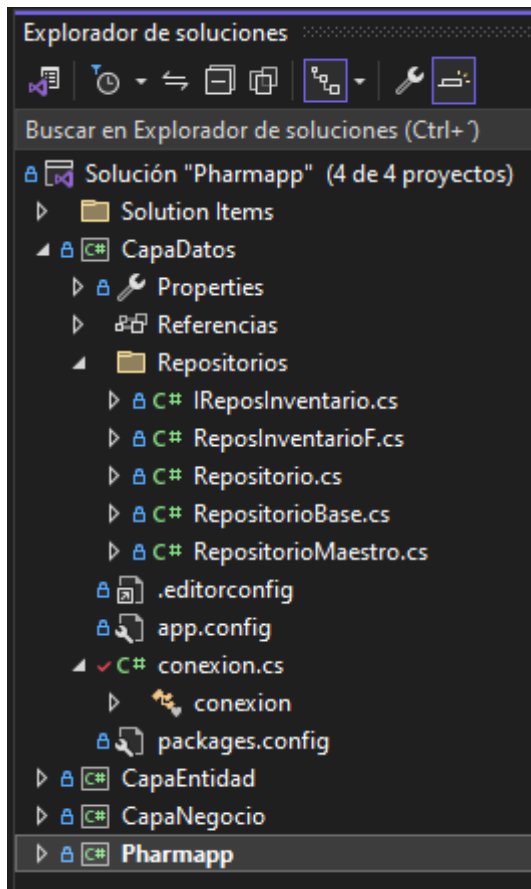 Explorador de soluciones
Buscar en Explorador de soluciones (Ctrl+´)
Solución "Pharmapp" (4 de 4 proyectos)
Solution Items
C# CapaDatos
Properties
Referencias
Repositorios
C# IReposInventario.cs
C# ReposInventarioF.cs
C# Repositorio.cs
C# RepositorioBase.cs
C# RepositorioMaestro.cs
.editorconfig
app.config
C# conexion.cs
conexion
packages.config
C# CapaEntidad
C# CapaNegocio
C# Pharmapp